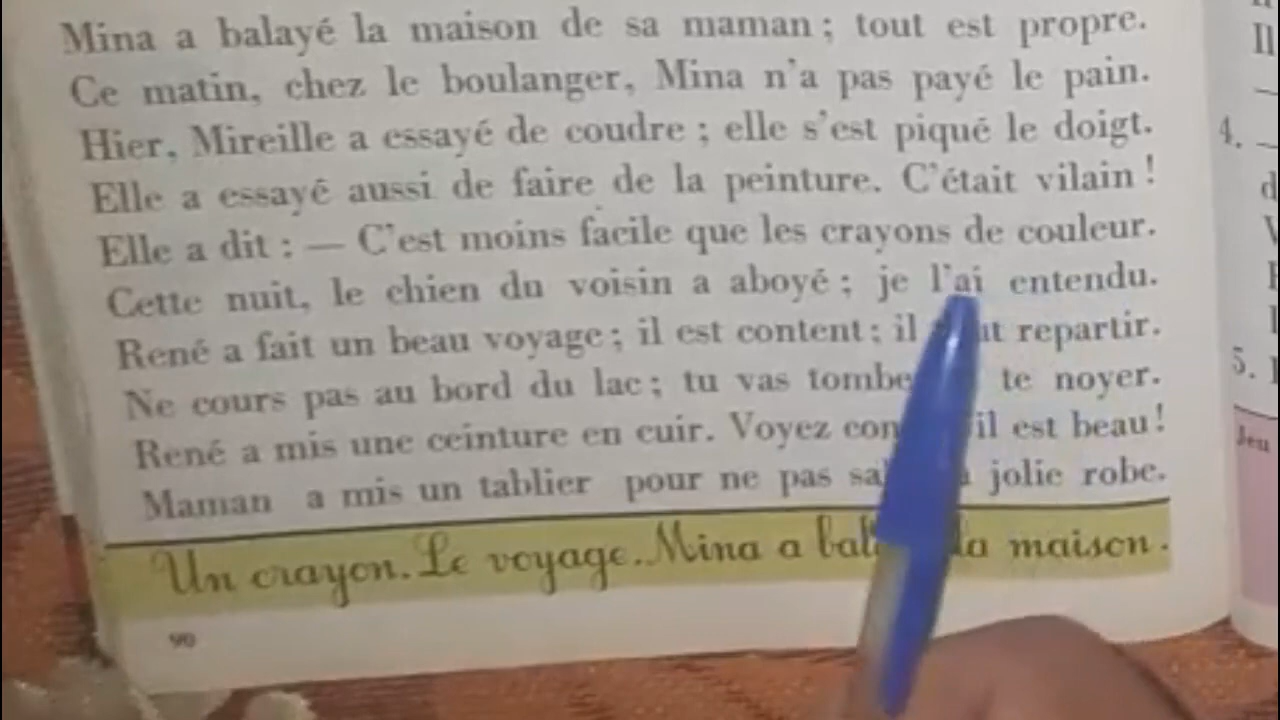 Mina a balayé la maison de sa maman ; tout est propre.
Ce matin, chez le boulanger, Mina n'a pas payé le pain.
Hier, Mireille a essayé de coudre ; elle s'est piqué le doigt.
Elle a essayé aussi de faire de la peinture. C'était vilain !
Elle a dit : — C'est moins facile que les crayons de couleur.
Cette nuit, le chien du voisin a aboyé ; je l'ai entendu.
René a fait un beau voyage ; il est content ; il repartir.
Ne cours pas au bord du lac ; tu vas te noyer.
René a mis une ceinture en cuir. Voyez il est beau !
Maman a mis un tablier pour ne pas jolie robe.
Un crayon. Le voyage. Mina a la maison.
90
Il
4.
5.
Jeu